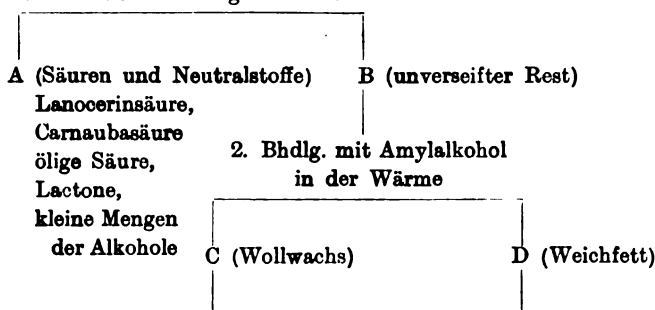 A (Säuren und Neutralstoffe)
Lanocerinsäure,
Carnaubasäure
ölige Säure,
Lactone,
kleine Mengen
der Alkohole
B (unverseifter Rest)
2. Bhdlg. mit Amylalkohol
in der Wärme
C (Wollwachs)
D (Weichfett)